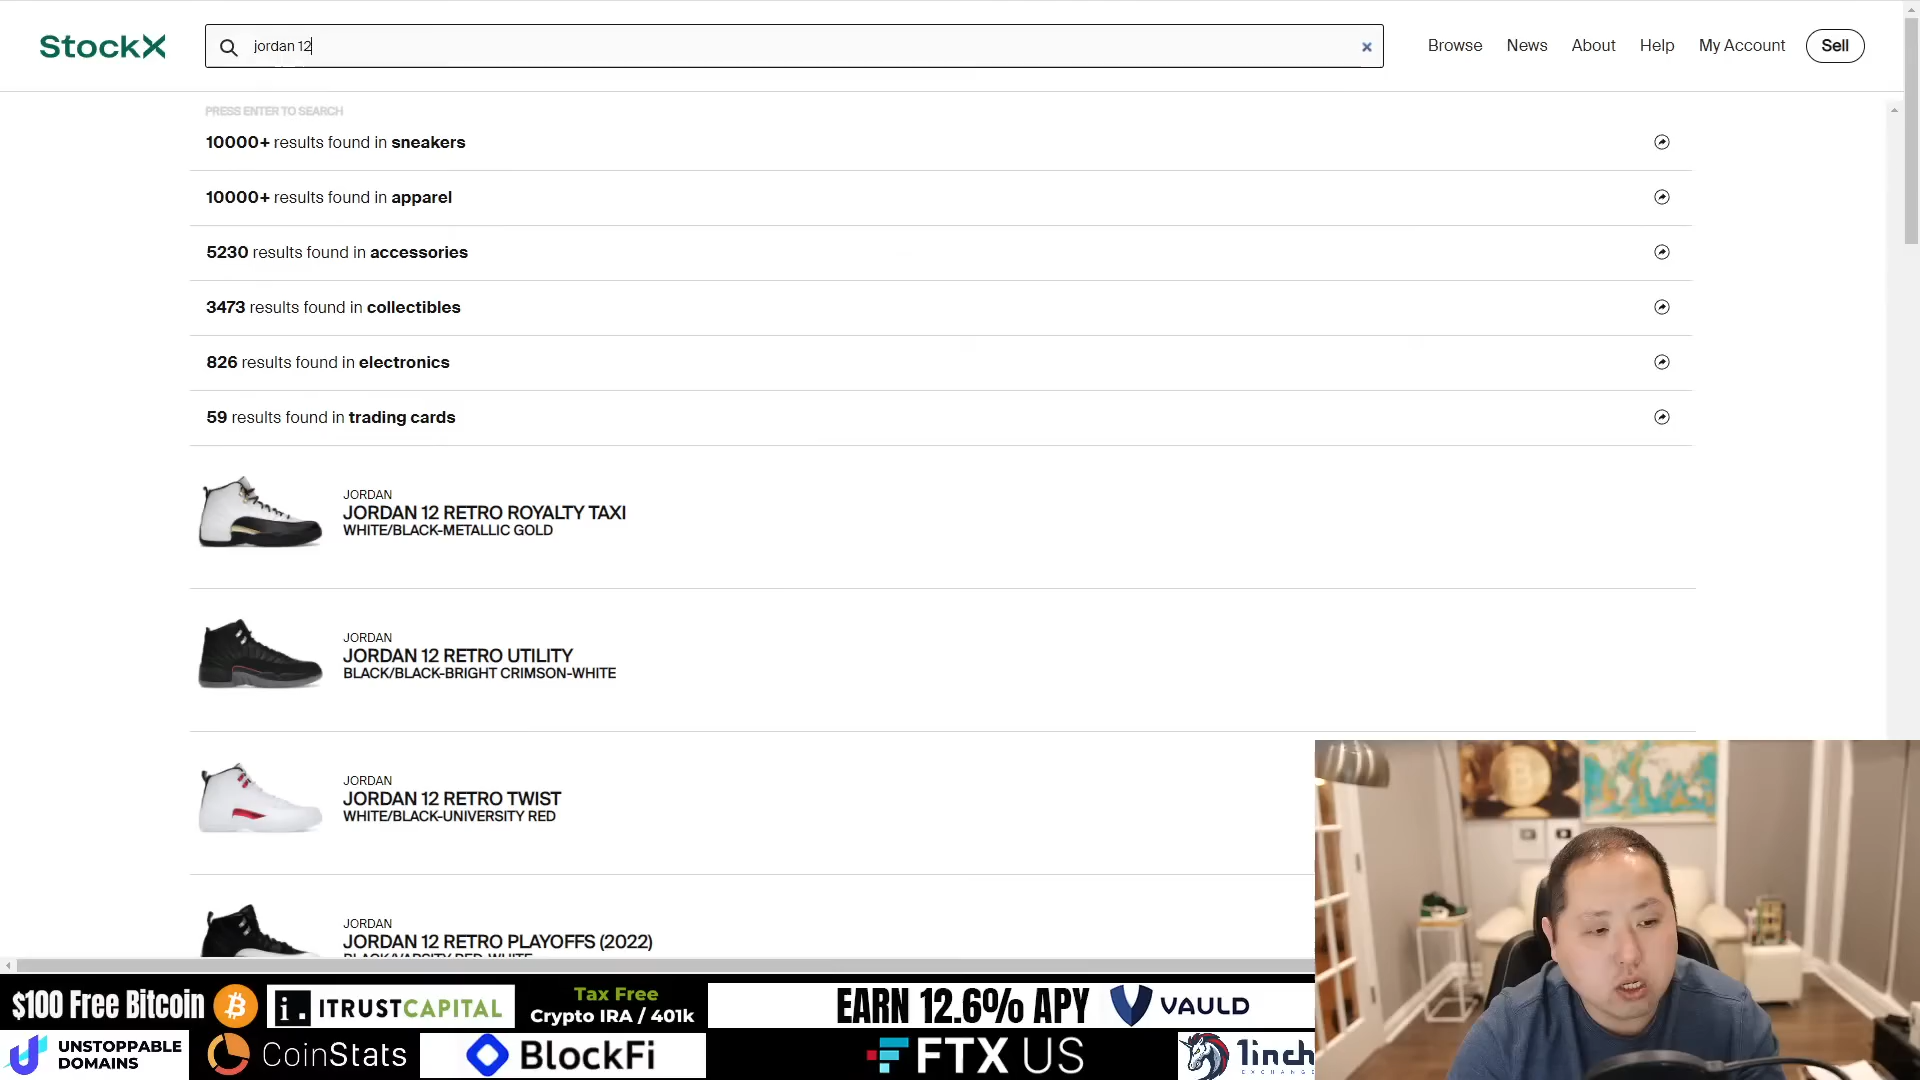 StockX
jordan 12
Browse
News
About
Help
My Account
Sell
PRESS ENTER TO SEARCH
10000+ results found in sneakers
10000+ results found in apparel
5230 results found in accessories
3473 results found in collectibles
826 results found in electronics
59 results found in trading cards
JORDAN
JORDAN 12 RETRO ROYALTY TAXI
WHITE/BLACK-METALLIC GOLD
JORDAN
JORDAN 12 RETRO UTILITY
BLACK/BLACK-BRIGHT CRIMSON-WHITE
JORDAN
JORDAN 12 RETRO TWIST
WHITE/BLACK-UNIVERSITY RED
JORDAN
JORDAN 12 RETRO PLAYOFFS (2022)
BLACK/VARSITY RED-WHITE
$100 Free Bitcoin
i. ITRUSTCAPITAL
Tax Free
Crypto IRA / 401k
EARN 12.6% APY
VAULD
UNSTOPPABLE
DOMAINS
CoinStats
BlockFi
FTX US
1inch
EXCHANGE